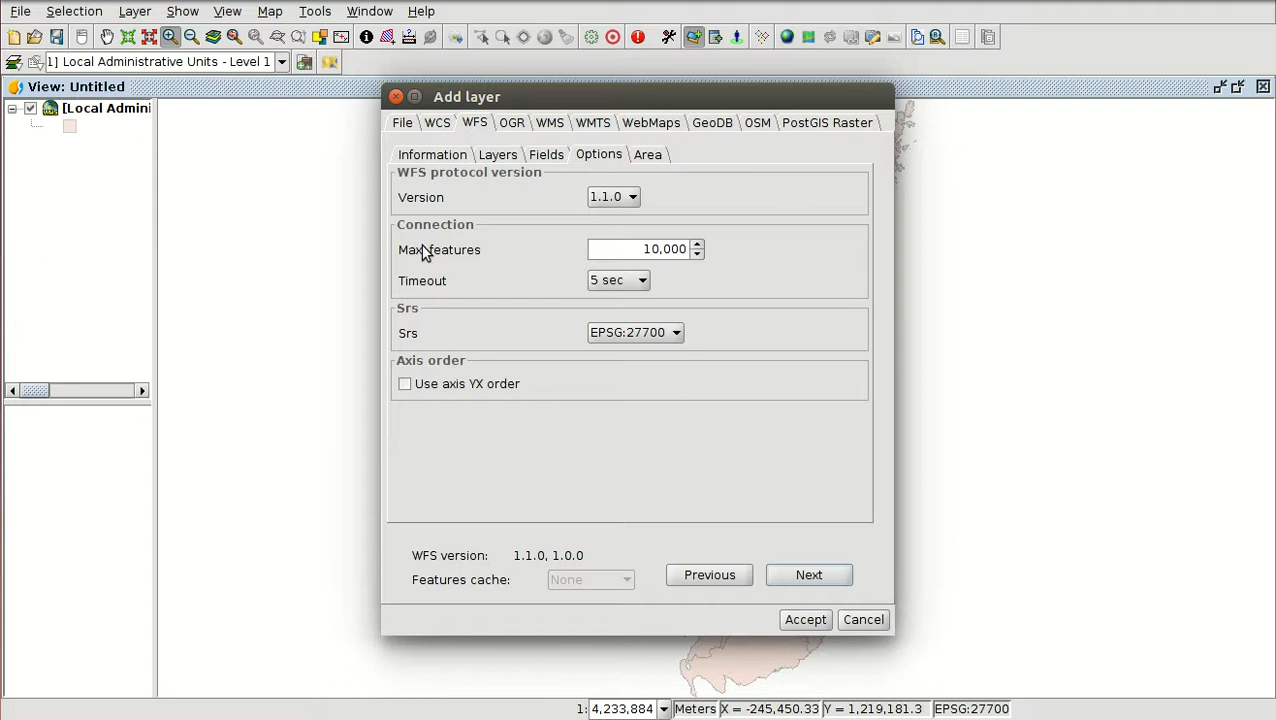 File Selection Layer Show View Map Tools Window Help
1] Local Administrative Units - Level 1
View: Untitled
[Local Admini
Add layer
File WCS WFS OGR WMS WMTS WebMaps GeoDB OSM PostGIS Raster
Information Layers Fields Options Area
WFS protocol version
Version 1.1.0
Connection
Max features 10,000
Timeout 5 sec
Srs
Srs EPSG:27700
Axis order
Use axis YX order
WFS version: 1.1.0, 1.0.0
Features cache: None
Previous Next
Accept Cancel
1: 4,233,884 Meters X = -245,450.33 Y = 1,219,181.3 EPSG:27700